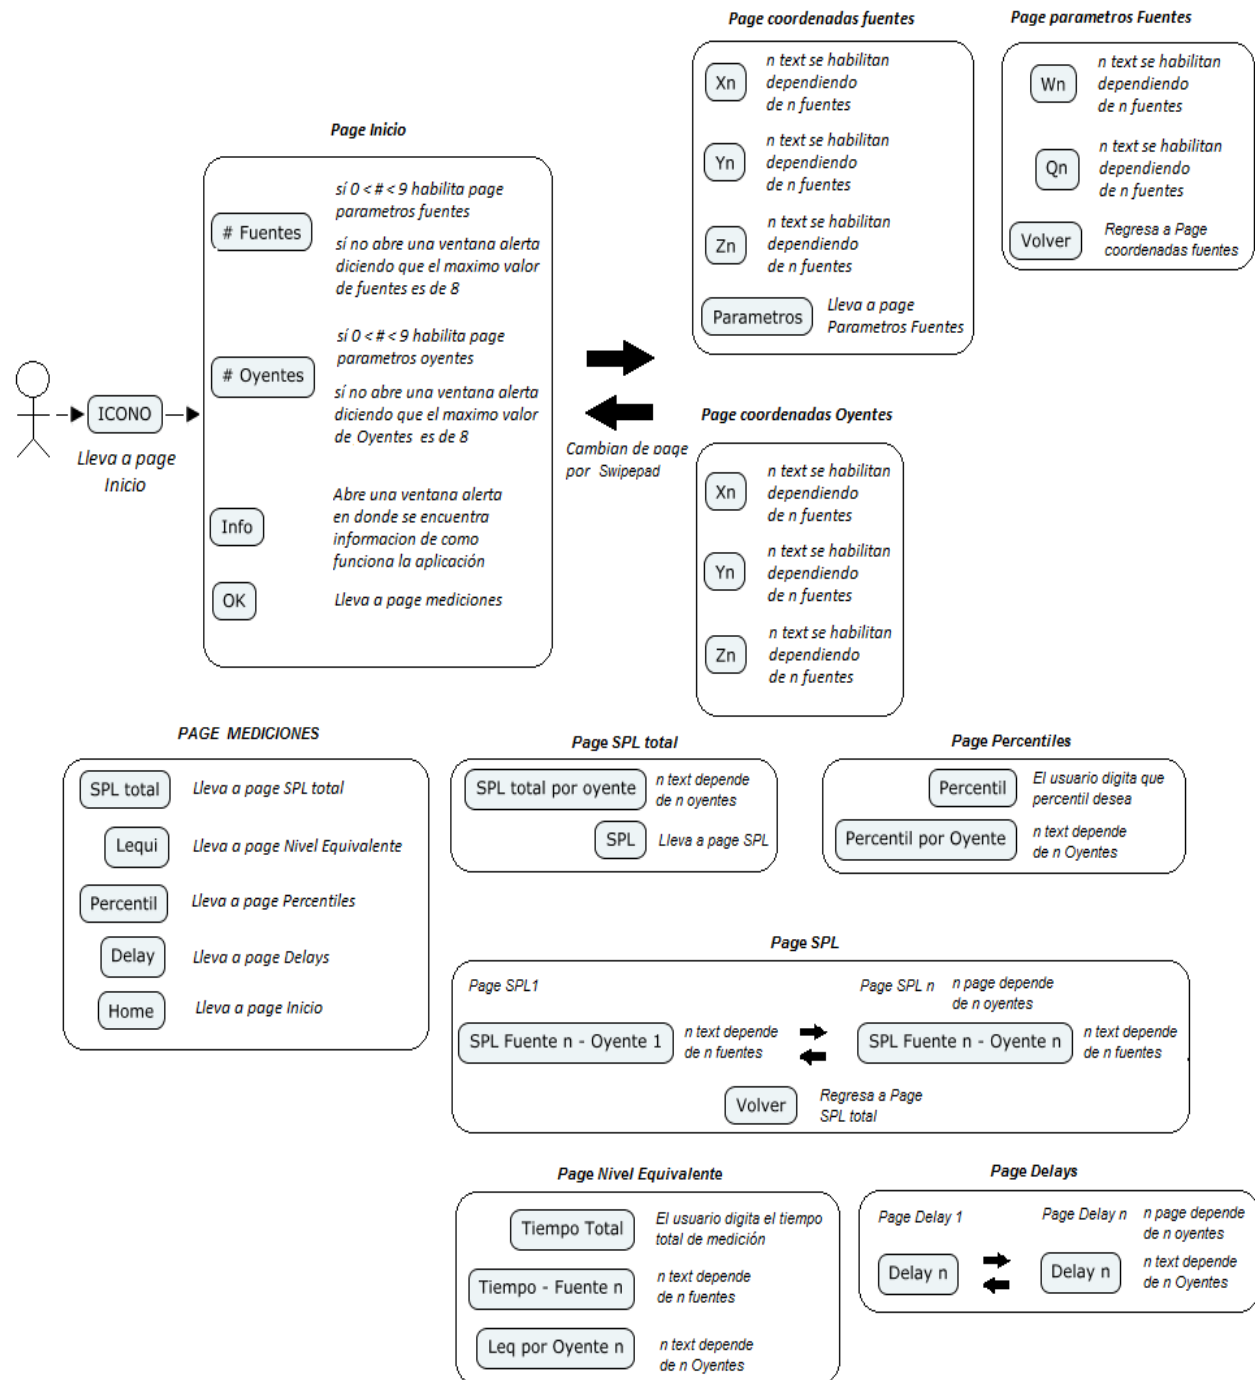 Page coordenadas fuentes
Xn
n text se habilitan
dependiendo
de n fuentes
Yn
n text se habilitan
dependiendo
de n fuentes
Zn
n text se habilitan
dependiendo
de n fuentes
Parametros
Lleva a page
Parametros Fuentes
Page parametros Fuentes
Wn
n text se habilitan
dependiendo
de n fuentes
Qn
n text se habilitan
dependiendo
de n fuentes
Volver
Regresa a Page
coordenadas fuentes
Page Inicio
# Fuentes
sí 0 < # < 9 habilita page
parametros fuentes
sí no abre una ventana alerta
diciendo que el maximo valor
de fuentes es de 8
# Oyentes
sí 0 < # < 9 habilita page
parametros oyentes
sí no abre una ventana alerta
diciendo que el maximo valor
de Oyentes es de 8
Info
Abre una ventana alerta
en donde se encuentra
informacion de como
funciona la aplicación
OK
Lleva a page mediciones
ICONO
Lleva a page
Inicio
Cambian de page
por Swipepad
Page coordenadas Oyentes
Xn
n text se habilitan
dependiendo
de n fuentes
Yn
n text se habilitan
dependiendo
de n fuentes
Zn
n text se habilitan
dependiendo
de n fuentes
PAGE MEDICIONES
SPL total
Lleva a page SPL total
Lequi
Lleva a page Nivel Equivalente
Percentil
Lleva a page Percentiles
Delay
Lleva a page Delays
Home
Lleva a page Inicio
Page SPL total
SPL total por oyente
n text depende
de n oyentes
SPL
Lleva a page SPL
Page Percentiles
Percentil
El usuario digita que
percentil desea
Percentil por Oyente
n text depende
de n Oyentes
Page SPL
Page SPL1
SPL Fuente n - Oyente 1
n text depende
de n fuentes
Page SPL n
n page depende
de n oyentes
SPL Fuente n - Oyente n
n text depende
de n fuentes
Volver
Regresa a Page
SPL total
Page Nivel Equivalente
Tiempo Total
El usuario digita el tiempo
total de medición
Tiempo - Fuente n
n text depende
de n fuentes
Leq por Oyente n
n text depende
de n Oyentes
Page Delays
Page Delay 1
Delay n
Page Delay n
n page depende
de n oyentes
Delay n
n text depende
de n Oyentes